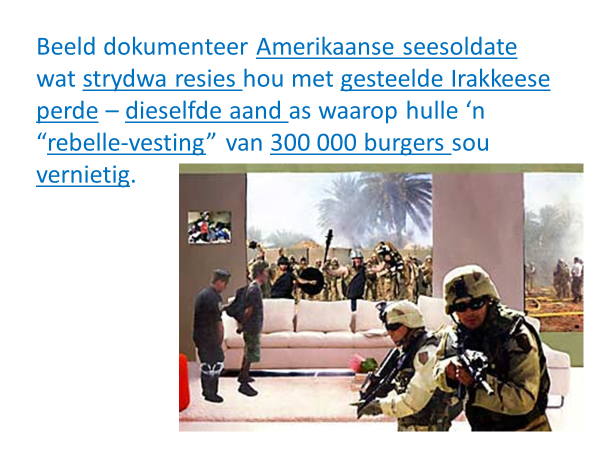 Beeld dokumenteer Amerikaanse seesoldate
wat strydwa resies hou met gesteelde Irakkeese
perde – dieselfde aand as waarop hulle ‘n
“rebelle-vesting” van 300 000 burgers sou
vernietig.